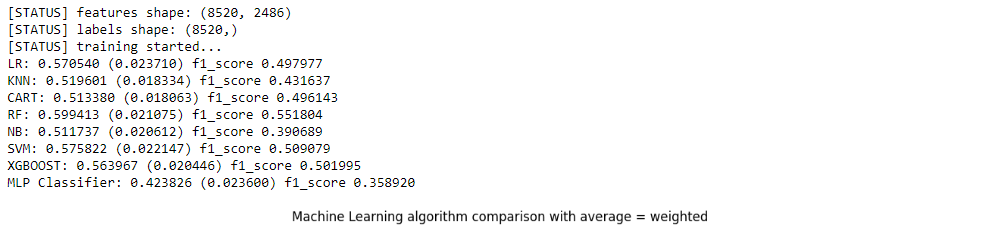 [STATUS] features shape: (8520, 2486)
[STATUS] labels shape: (8520,)
[STATUS] training started...
LR: 0.570540 (0.023710) f1_score 0.497977
KNN: 0.519601 (0.018334) f1_score 0.431637
CART: 0.513380 (0.018063) f1_score 0.496143
RF: 0.599413 (0.021075) f1_score 0.551804
NB: 0.511737 (0.020612) f1_score 0.390689
SVM: 0.575822 (0.022147) f1_score 0.509079
XGBOOST: 0.563967 (0.020446) f1_score 0.501995
MLP Classifier: 0.423826 (0.023600) f1_score 0.358920
Machine Learning algorithm comparison with average = weighted